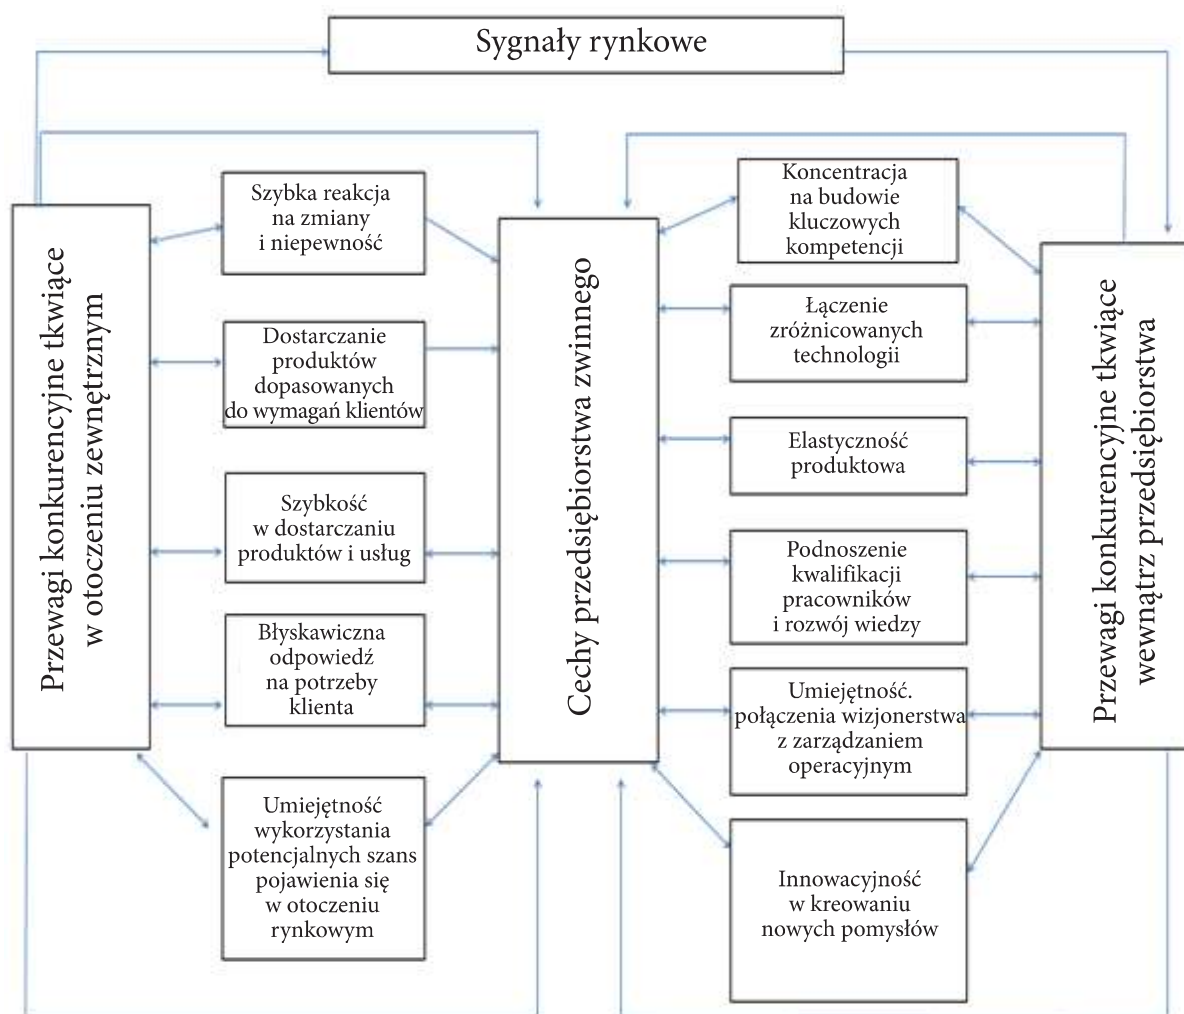 Sygnały rynkowe
Przewagi konkurencyjne tkwiące
w otoczeniu zewnętrznym
Szybka reakcja
na zmiany
i niepewność
Dostarczanie
produktów
dopasowanych
do wymagań klientów
Szybkość
w dostarczaniu
produktów i usług
Błyskawiczna
odpowiedź
na potrzeby
klienta
Umiejętność
wykorzystania
potencjalnych szans
pojawienia się
w otoczeniu
rynkowym
Cechy przedsiębiorstwa zwinnego
Koncentracja
na budowie
kluczowych
kompetencji
Łączenie
zróżnicowanych
technologii
Elastyczność
produktowa
Podnoszenie
kwalifikacji
pracowników
i rozwój wiedzy
Umiejętność.
połączenia wizjonerstwa
z zarządzaniem
operacyjnym
Innowacyjność
w kreowaniu
nowych pomysłów
Przewagi konkurencyjne tkwiące
wewnątrz przedsiębiorstwa